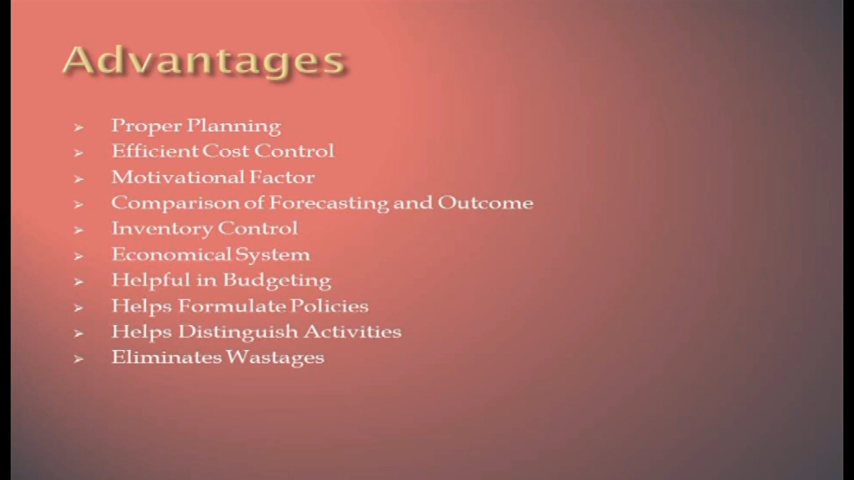 Advantages
Proper Planning
Efficient Cost Control
Motivational Factor
Comparison of Forecasting and Outcome
Inventory Control
Economical System
Helpful in Budgeting
Helps Formulate Policies
Helps Distinguish Activities
Eliminates Wastages